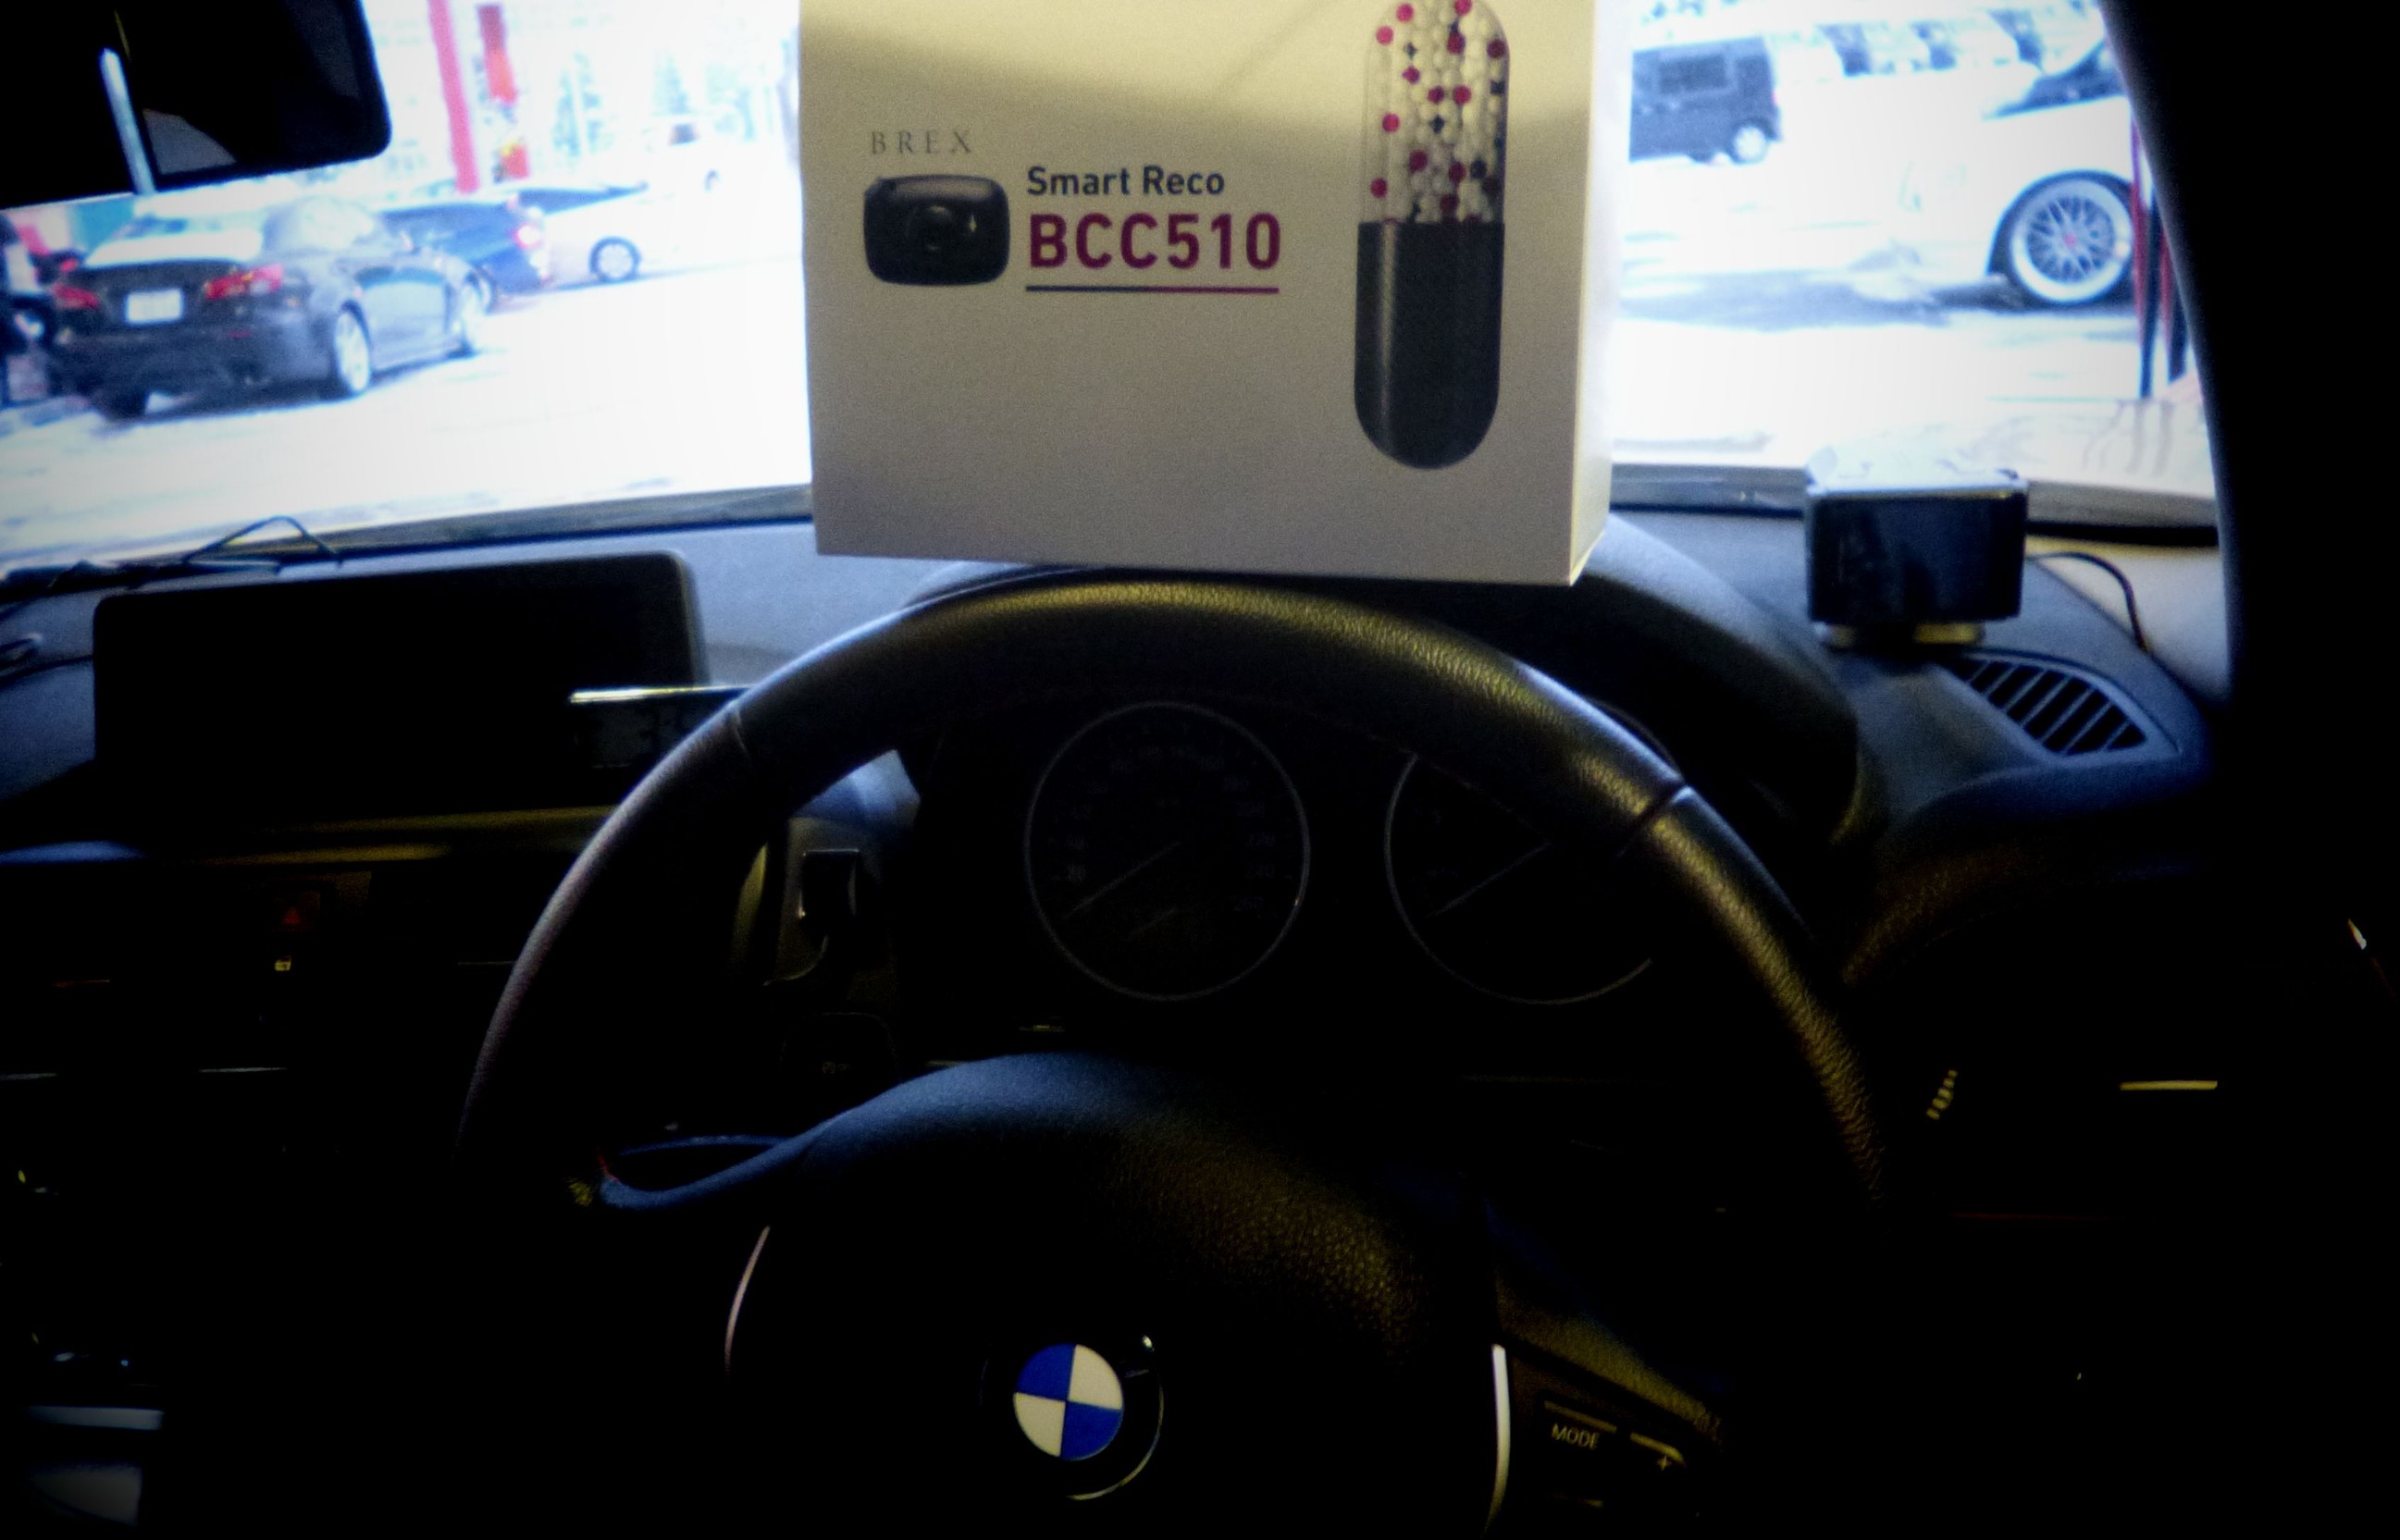 BREX
Smart Reco
BCC510
MODE
+